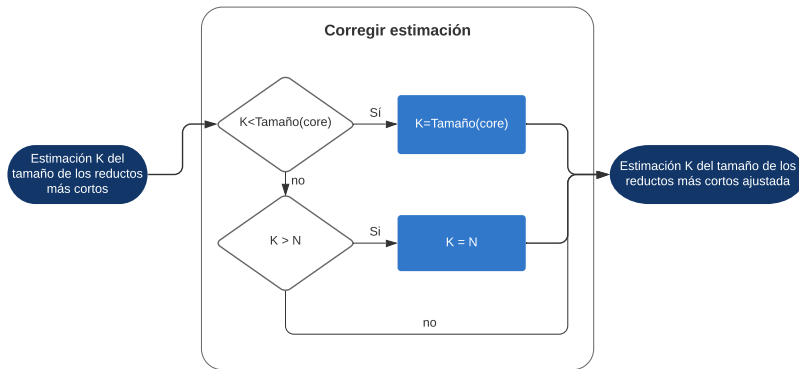 Corregir estimación
K<Tamaño(core)
Sí
K=Tamaño(core)
Estimación K del
tamaño de los reductos
más cortos
Estimación K del tamaño de los
reductos más cortos ajustada
no
K > N
Si
K = N
no